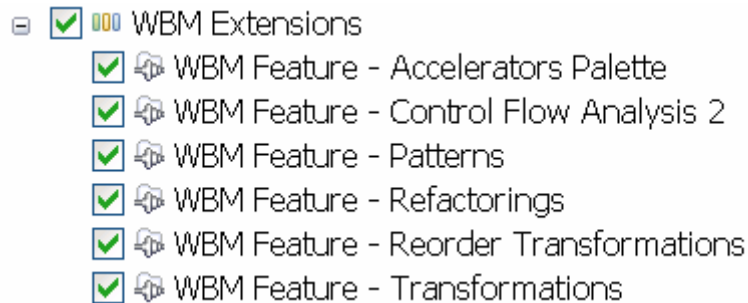 WBM Extensions
WBM Feature - Accelerators Palette
WBM Feature - Control Flow Analysis 2
WBM Feature - Patterns
WBM Feature - Refactorings
WBM Feature - Reorder Transformations
WBM Feature - Transformations